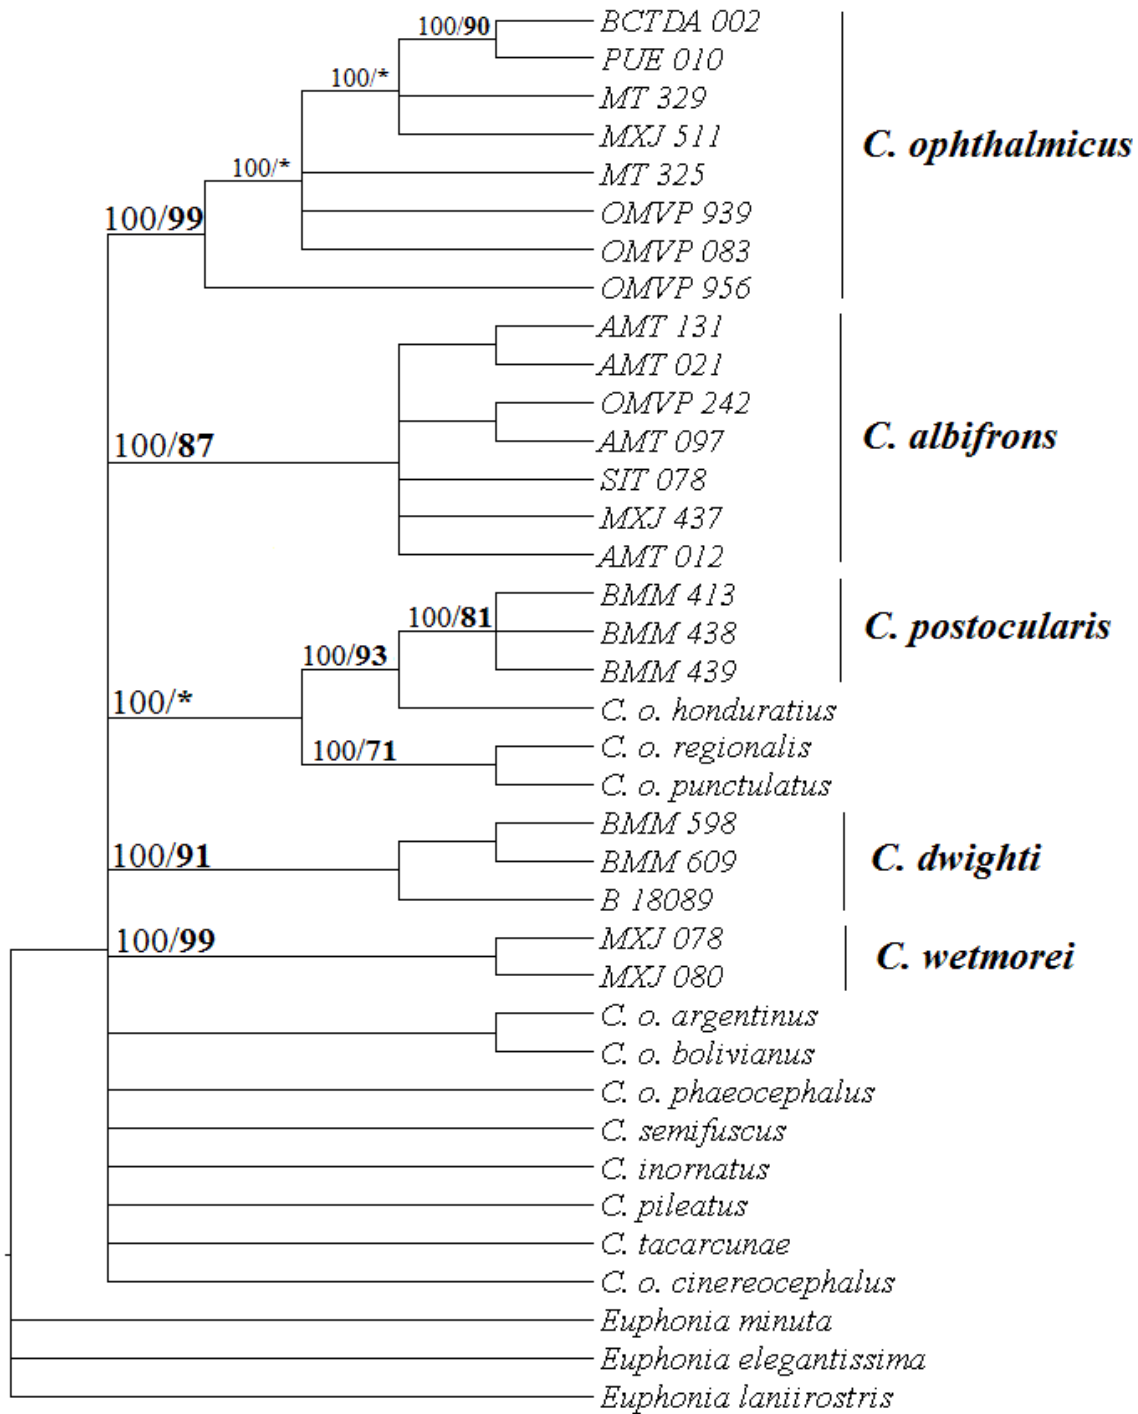 BCTDA 002
100/90
PUE 010
100/*
MT 329
MXJ 511
C. ophthalmicus
100/*
MT 325
100/99
OMVP 939
OMVP 083
OMVP 956
AMT 131
AMT 021
OMVP 242
100/87
AMT 097
C. albifrons
SIT 078
MXJ 437
AMT 012
BMM 413
100/81
BMM 438
C. postocularis
100/93
BMM 439
100/*
C. o. honduratius
100/71
C. o. regionalis
C. o. punctulatus
BMM 598
100/91
BMM 609
C. dwighti
B 18089
100/99
MXJ 078
C. wetmorei
MXJ 080
C. o. argentinus
C. o. bolivianus
C. o. phaeocephalus
C. semifuscus
C. inornatus
C. pileatus
C. tacarcunae
C. o. cinereocephalus
Euphonia minuta
Euphonia elegantissima
Euphonia laniirostris